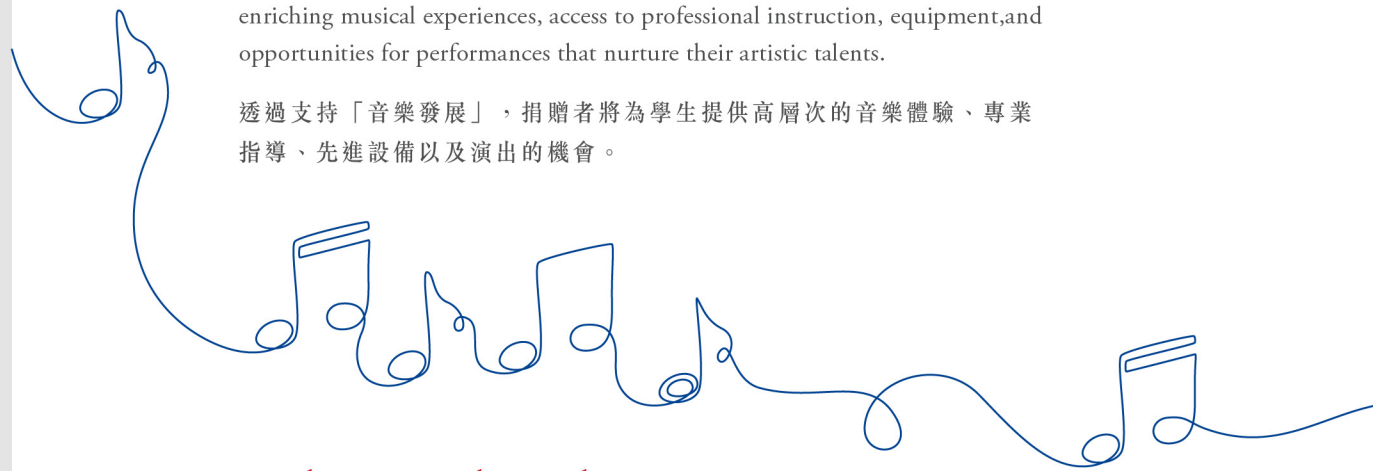 enriching musical experiences, access to professional instruction, equipment,and
opportunities for performances that nurture their artistic talents.
透過支持「音樂發展」，捐贈者將為學生提供高層次的音樂體驗、專業
指導、先進設備以及演出的機會。